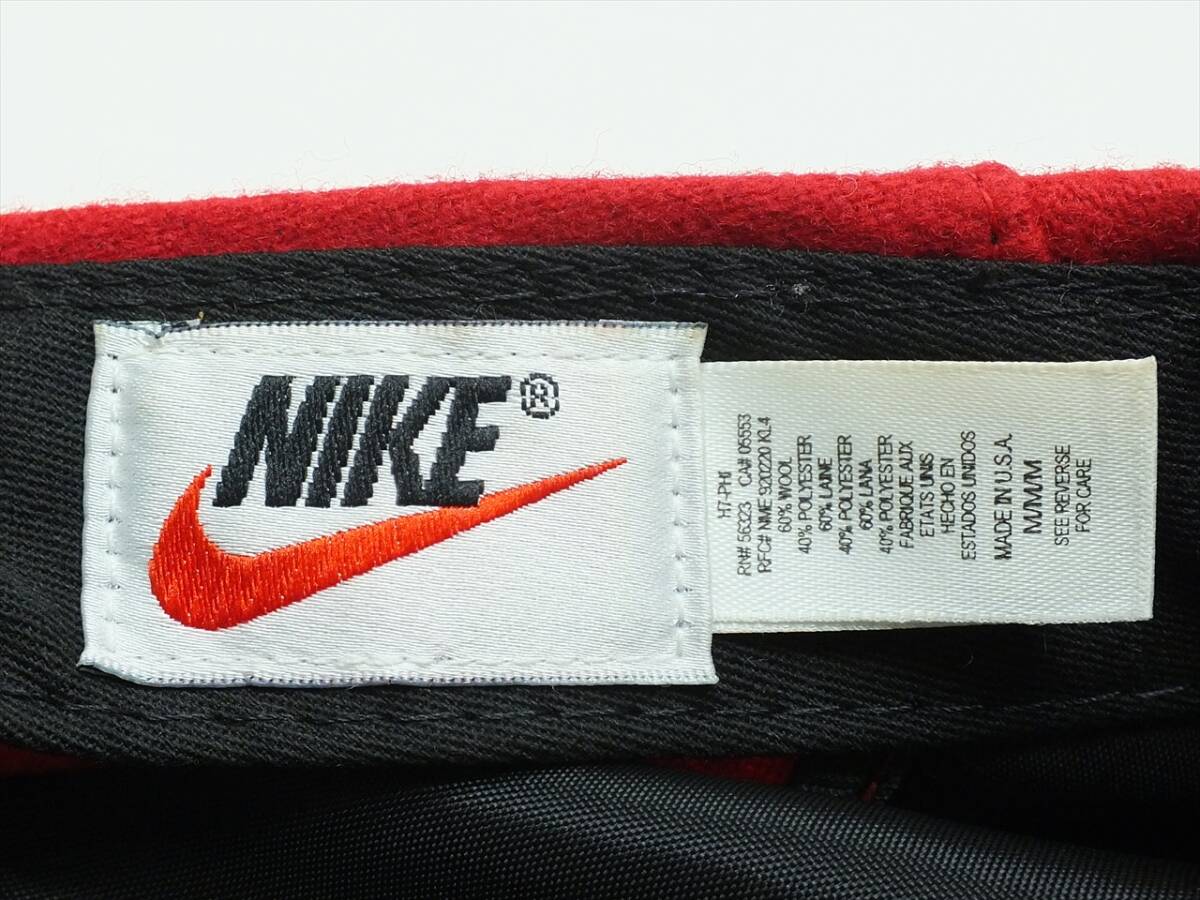 NIKE®
H7-PHI
RN# 56323 CA# 05553
RFC# NIME 920220 KL4
60% WOOL
40% POLYESTER
60% LAINE
40% POLYESTER
60% LANA
40% POLYESTER
FABRIQUE AUX
ETATS UNIS
HECHO EN
ESTADOS UNIDOS
MADE IN U.S.A.
M/M/M
SEE REVERSE
FOR CARE